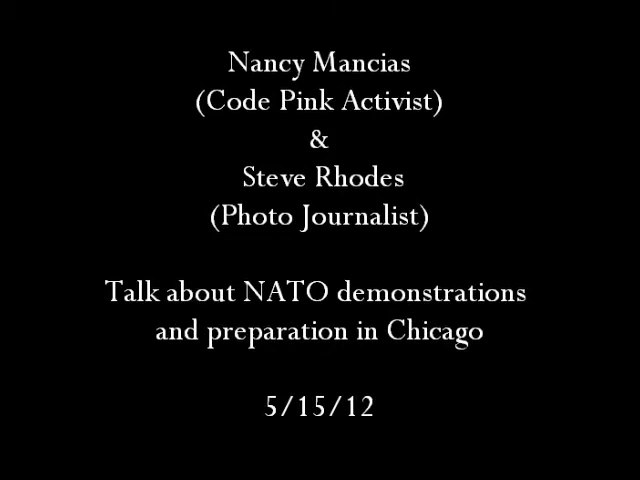 Nancy Mancias
(Code Pink Activist)
&
Steve Rhodes
(Photo Journalist)
Talk about NATO demonstrations
and preparation in Chicago
5/15/12